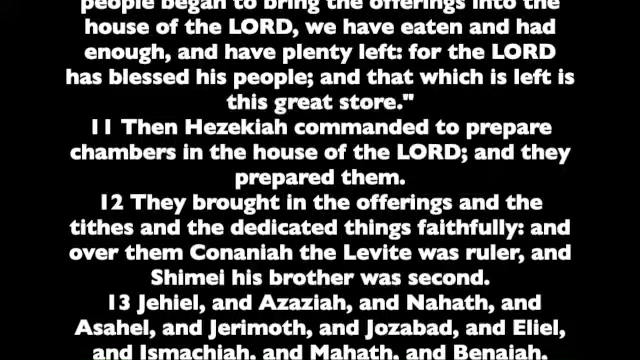 people began to bring the offerings into the
house of the LORD, we have eaten and had
enough, and have plenty left: for the LORD
has blessed his people; and that which is left is
this great store."
11 Then Hezekiah commanded to prepare
chambers in the house of the LORD; and they
prepared them.
12 They brought in the offerings and the
tithes and the dedicated things faithfully: and
over them Conaniah the Levite was ruler, and
Shimei his brother was second.
13 Jehiel, and Azaziah, and Nahath, and
Asahel, and Jerimoth, and Jozabad, and Eliel,
and Ismachiah, and Mahath, and Benaiah,